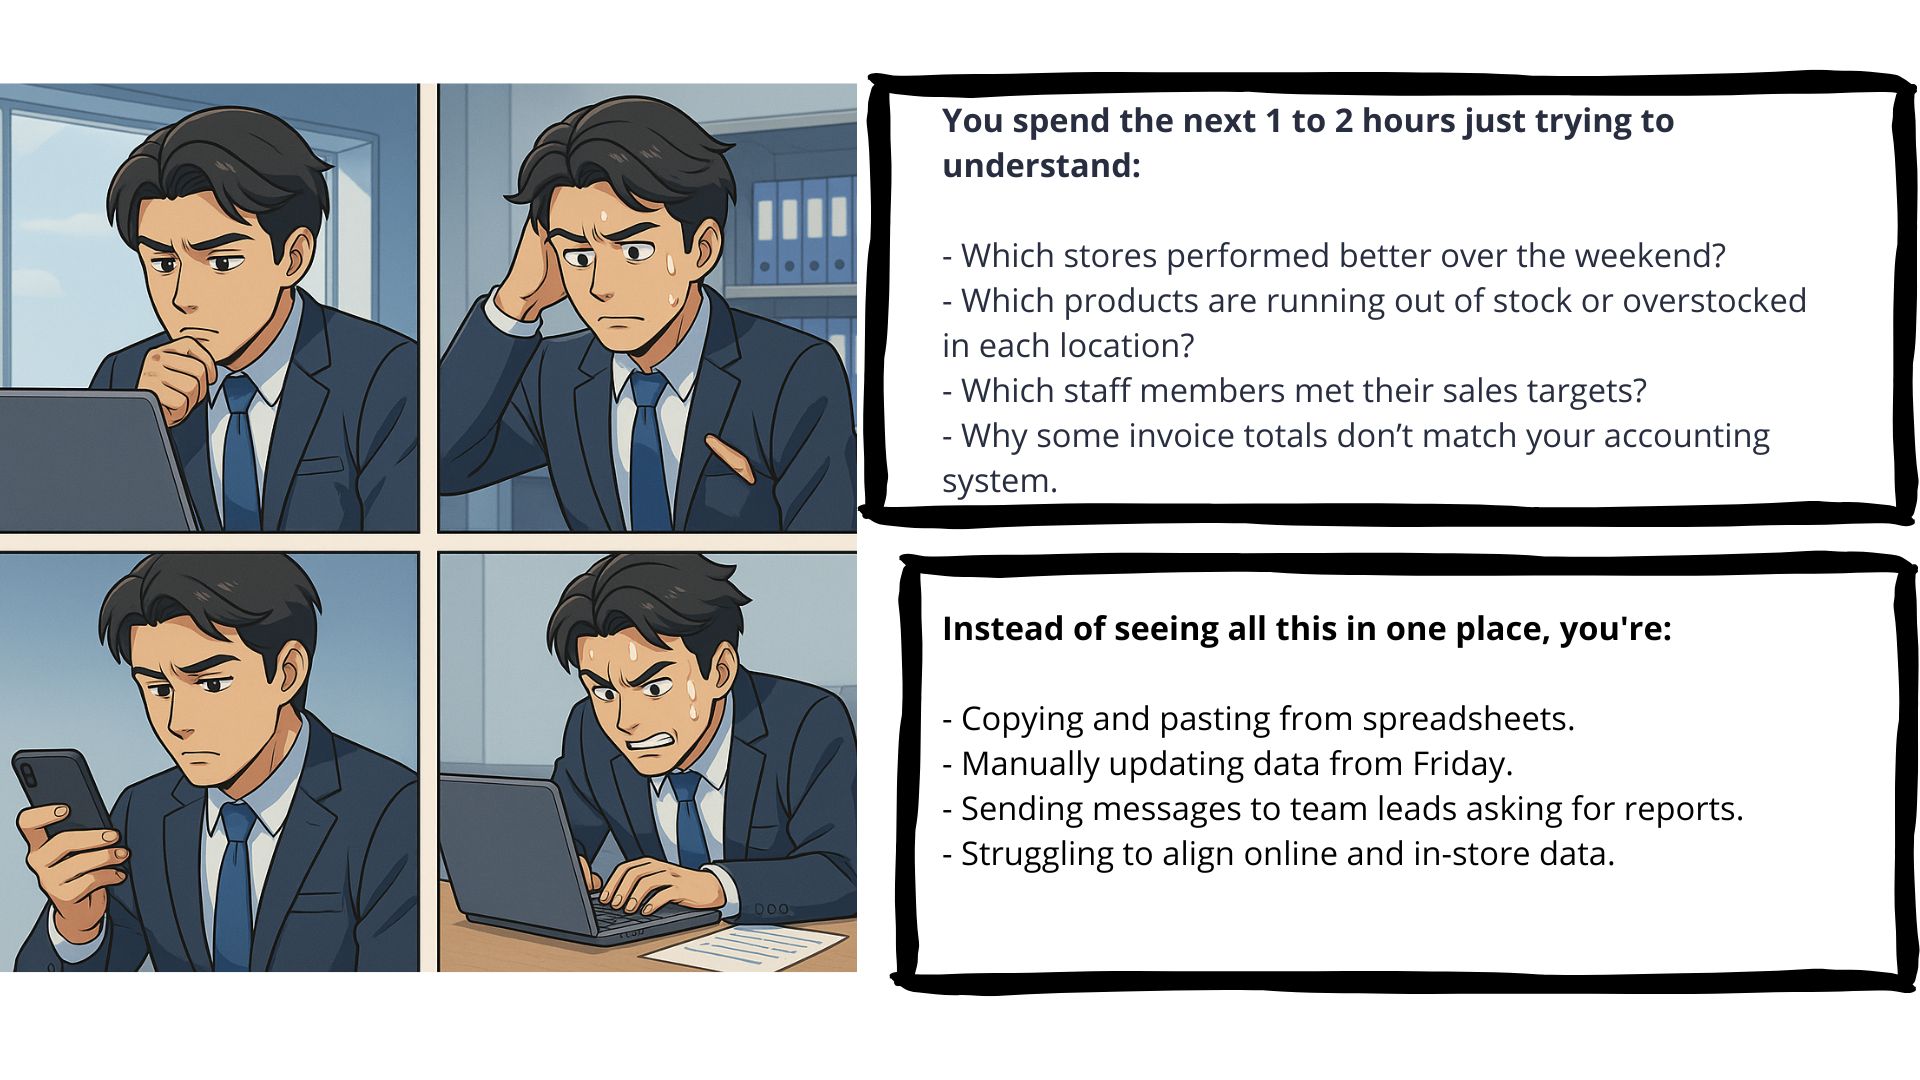 You spend the next 1 to 2 hours just trying to
understand:
- Which stores performed better over the weekend?
- Which products are running out of stock or overstocked
in each location?
- Which staff members met their sales targets?
- Why some invoice totals don’t match your accounting
system.
Instead of seeing all this in one place, you're:
- Copying and pasting from spreadsheets.
- Manually updating data from Friday.
- Sending messages to team leads asking for reports.
- Struggling to align online and in-store data.